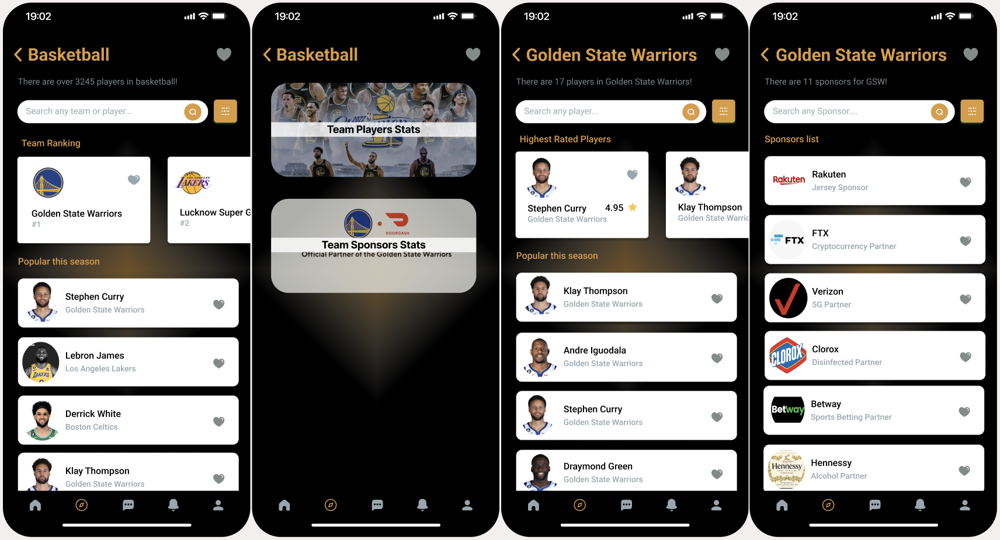 19:02
Basketball
There are over 3245 players in basketball!
Search any team or player...
Team Ranking
Golden State Warriors
#1
LOS ANGELES
LAKERS
Lucknow Super G
#2
Popular this season
Stephen Curry
Golden State Warriors
Lebron James
Los Angeles Lakers
LAKERS
Derrick White
Boston Celtics
Klay Thompson
Golden State Warriors
19:02
Basketball
2022
Team Players Stats
DOORDASH
Team Sponsors Stats
Official Partner of the Golden State Warriors
19:02
Golden State Warriors
There are 17 players in Golden State Warriors!
Search any player...
Highest Rated Players
Stephen Curry 4.95
Golden State Warriors
Klay Thompson
Golden State Warric
Popular this season
Klay Thompson
Golden State Warriors
Andre Iguodala
Golden State Warriors
Stephen Curry
Golden State Warriors
Draymond Green
Golden State Warriors
19:02
Golden State Warriors
There are 11 sponsors for GSW!
Search any Sponsor....
Sponsors list
Rakuten
Rakuten
Jersey Sponsor
FTX
FTX
Cryptocurrency Partner
Verizon
5G Partner
CLOROX
Clorox
Disinfected Partner
Betway
Betway
Sports Betting Partner
Hennessy
VERY SPECIAL
COGNAC
Hennessy
Alcohol Partner